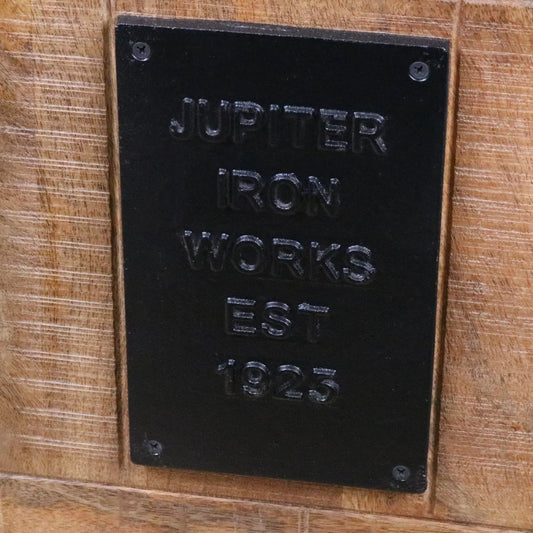 JUPITER
IRON
WORKS
EST
1923